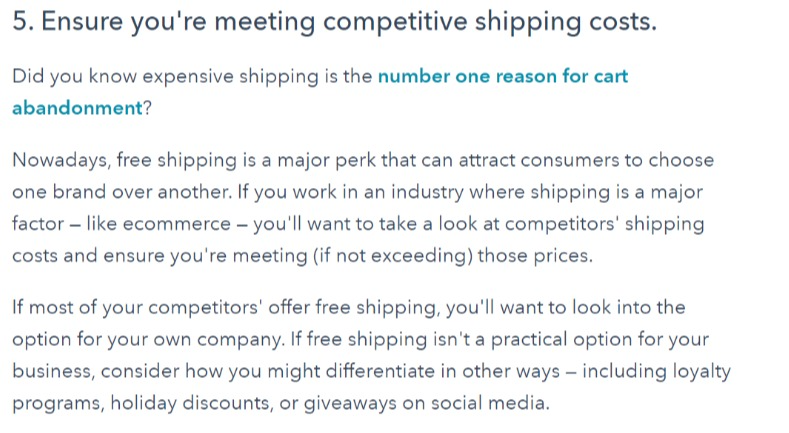 5. Ensure you're meeting competitive shipping costs.
Did you know expensive shipping is the number one reason for cart
abandonment?
Nowadays, free shipping is a major perk that can attract consumers to choose
one brand over another. If you work in an industry where shipping is a major
factor – like ecommerce – you'll want to take a look at competitors' shipping
costs and ensure you're meeting (if not exceeding) those prices.
If most of your competitors' offer free shipping, you'll want to look into the
option for your own company. If free shipping isn't a practical option for your
business, consider how you might differentiate in other ways – including loyalty
programs, holiday discounts, or giveaways on social media.